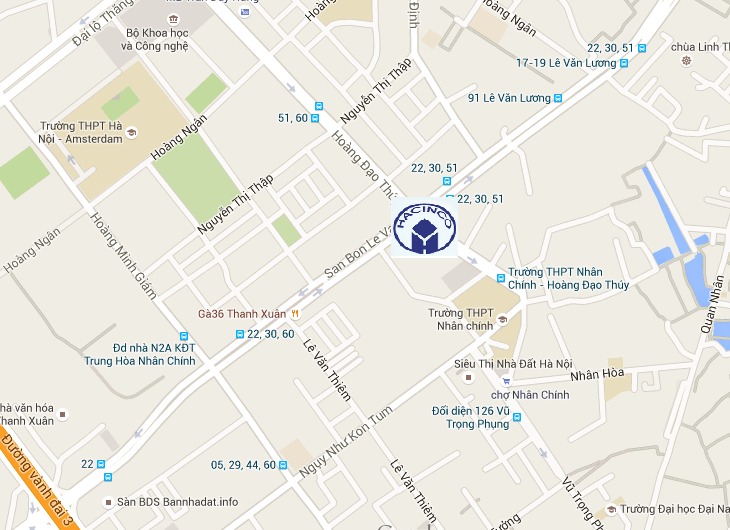 Đại lộ Thăng
Bộ Khoa học
và Công nghệ
Hoàng Ngân
Định
Hoàng Ngân
22, 30, 51
17-19 Lê Văn Lương
chùa Linh
Nguyễn Thị Thập
91 Lê Văn Lương
51, 60
Trường THPT Hà
Nội - Amsterdam
Hoàng Ngân
Hoàng Đạo Thúy
22, 30, 51
22, 30, 51
Nguyễn Thị Thập
HACINCO
San Bon Le
Hoàng Ngân
Hoàng Minh Giám
Trường THPT Nhân
Chính - Hoàng Đạo Thúy
Quan Nhân
Gà36 Thanh Xuân
Trường THPT
Nhân chính
22, 30, 60
Đd nhà N2A KĐT
Trung Hòa Nhân Chính
Lê Văn Thiêm
Siêu Thị Nhà Đất Hà Nội
Nhân Hòa
chợ Nhân Chính
hà văn hóa
Thanh Xuân
Đối diện 126 Vũ
Trọng Phụng
Nguy Như Kon Tum
Đường vành đai 3
22
05, 29, 44, 60
Lê Văn Thiêm
Sàn BDS Bannhadat.info
Vũ Trọng
Trường Đại học Đại Na